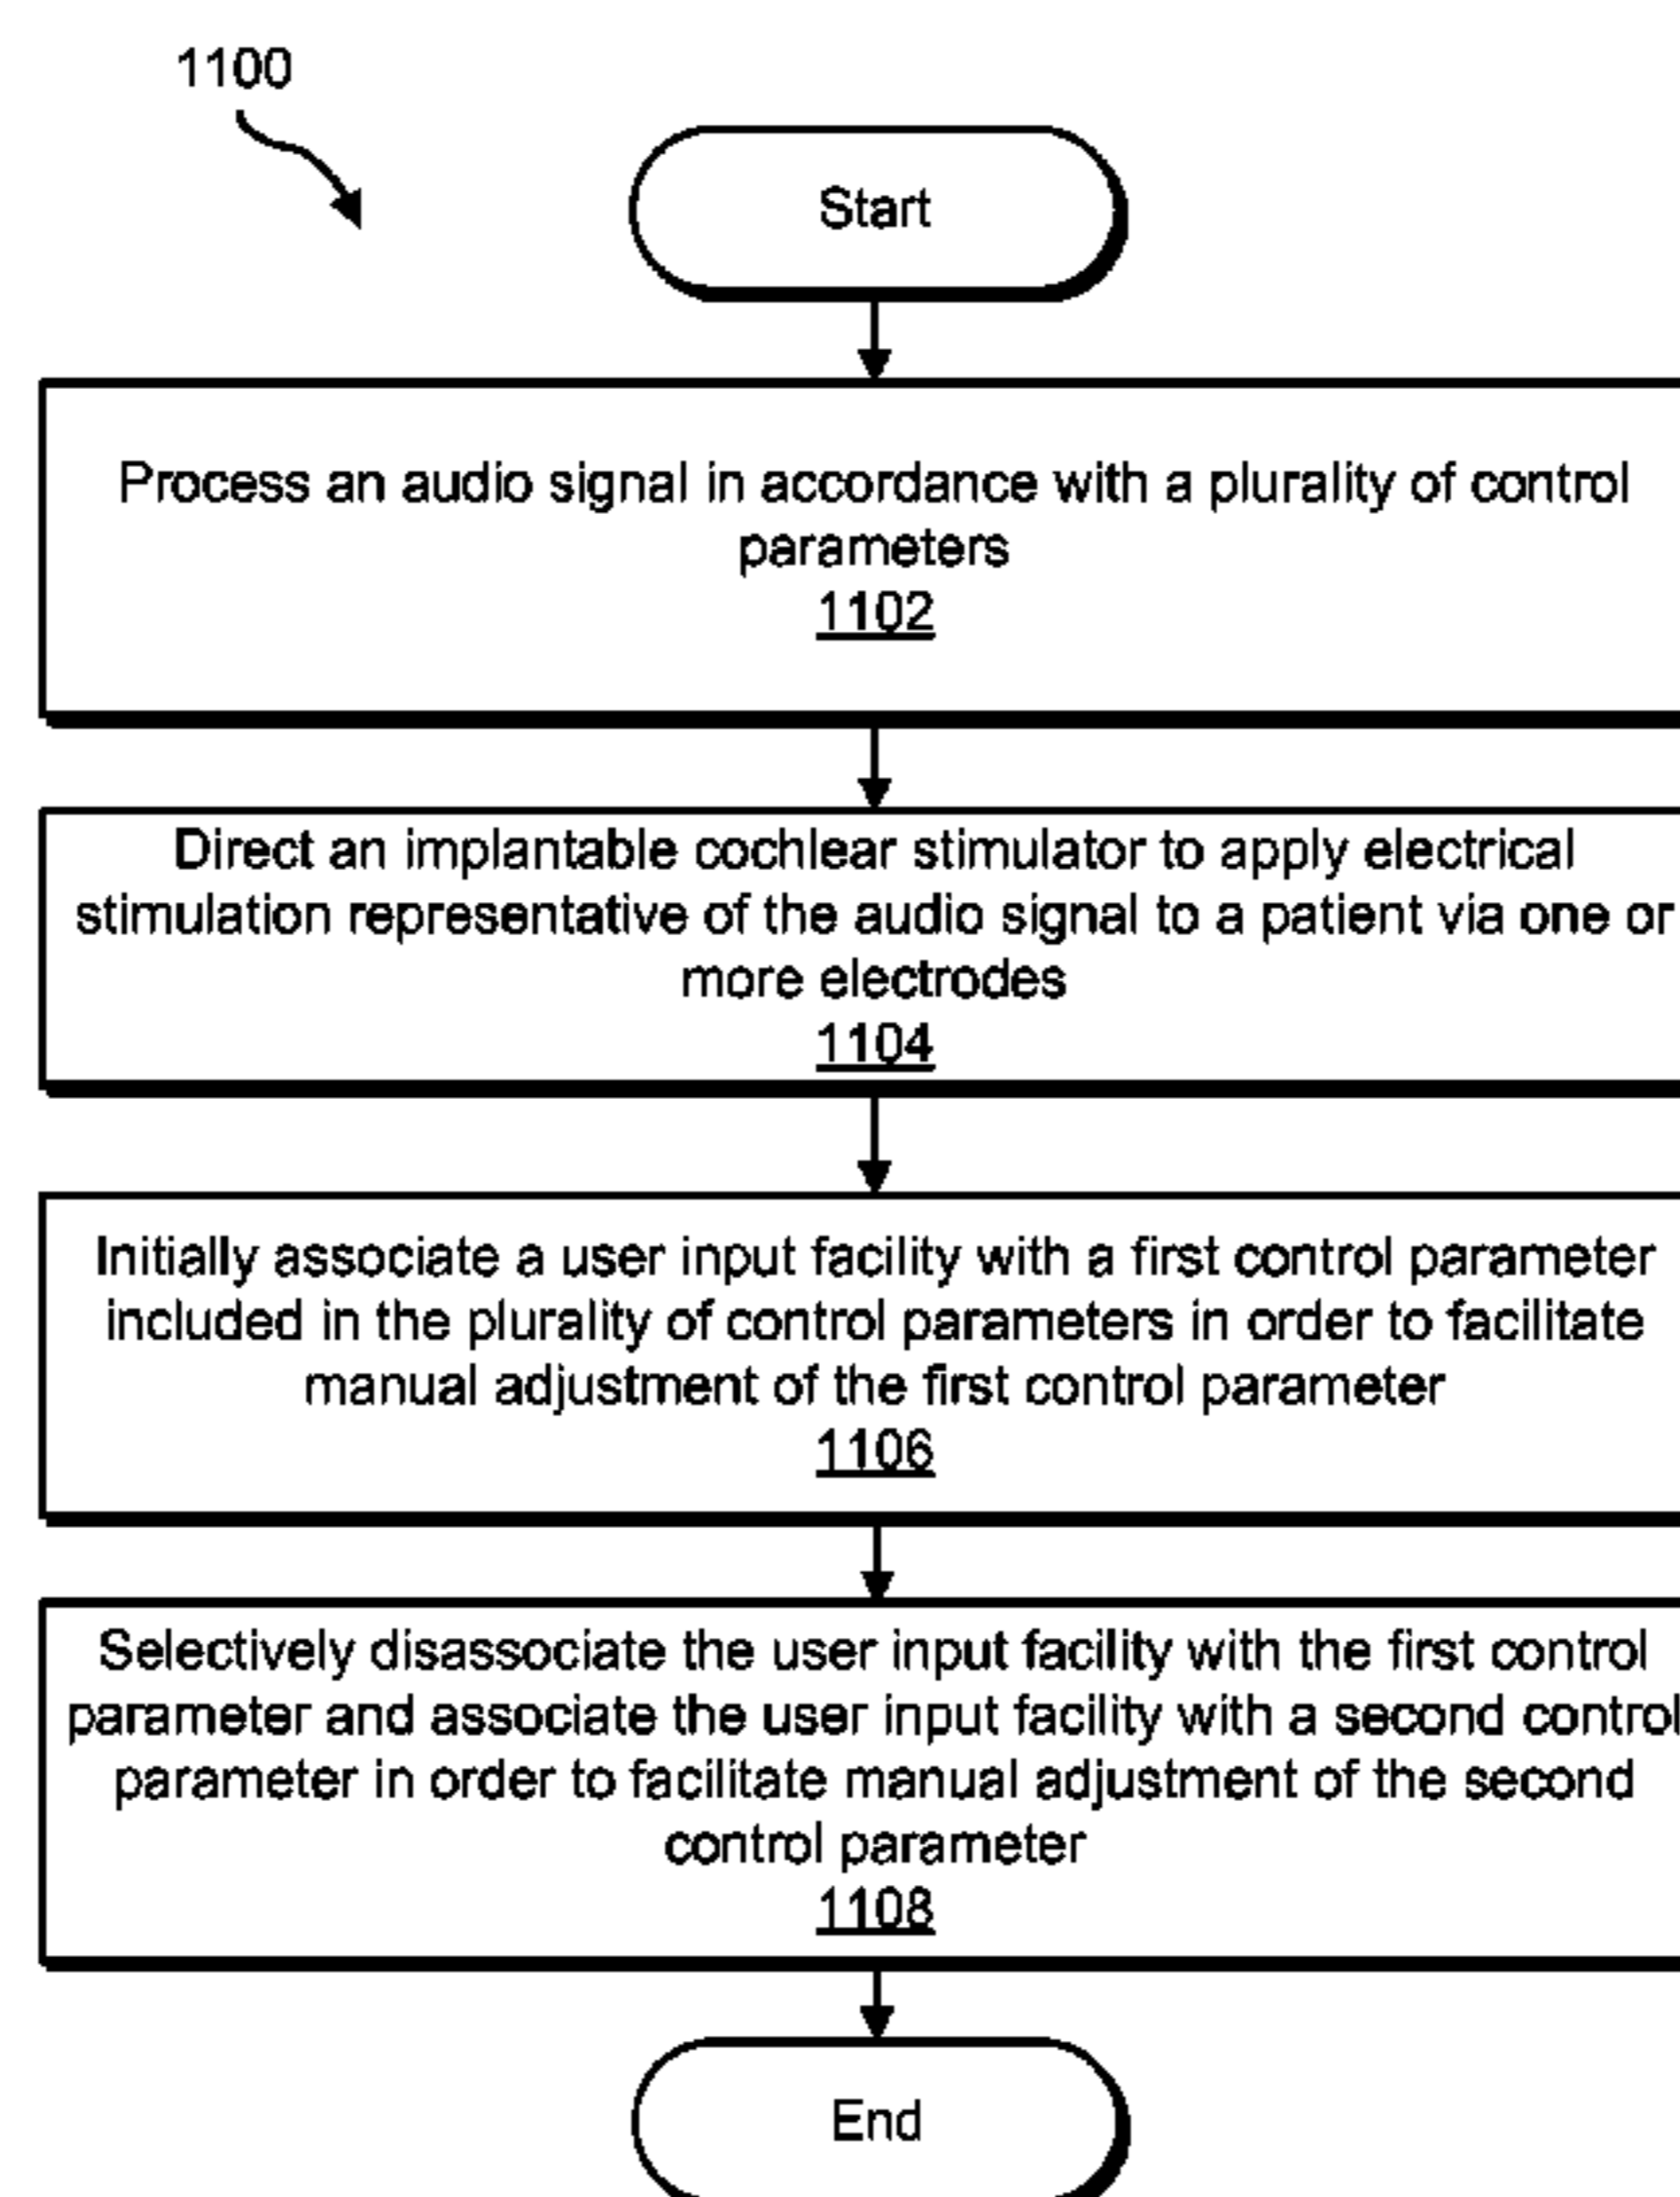 1100
Start
Process an audio signal in accordance with a plurality of control
parameters
1102
Direct an implantable cochlear stimulator to apply electrical
stimulation representative of the audio signal to a patient via one or
more electrodes
1104
Initially associate a user input facility with a first control parameter
included in the plurality of control parameters in order to facilitate
manual adjustment of the first control parameter
1106
Selectively disassociate the user input facility with the first control
parameter and associate the user input facility with a second control
parameter in order to facilitate manual adjustment of the second
control parameter
1108
End